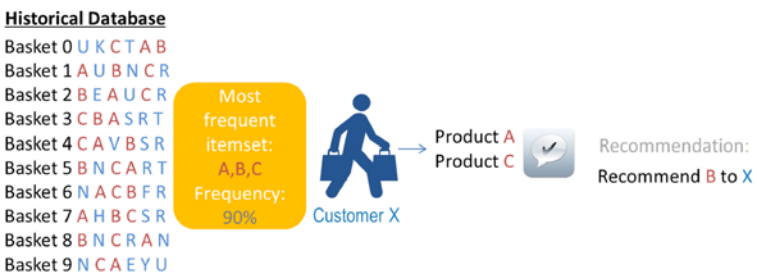 Historical Database
Basket 0 U K C T A B
Basket 1 A U B N C R
Basket 2 B E A U C R
Basket 3 C B A S R T
Basket 4 C A V B S R
Basket 5 B N C A R T
Basket 6 N A C B F R
Basket 7 A H B C S R
Basket 8 B N C R A N
Basket 9 N C A E Y U
Most
frequent
itemset:
A,B,C
Frequency:
90%
Customer X
Product A
Product C
Recommendation:
Recommend B to X